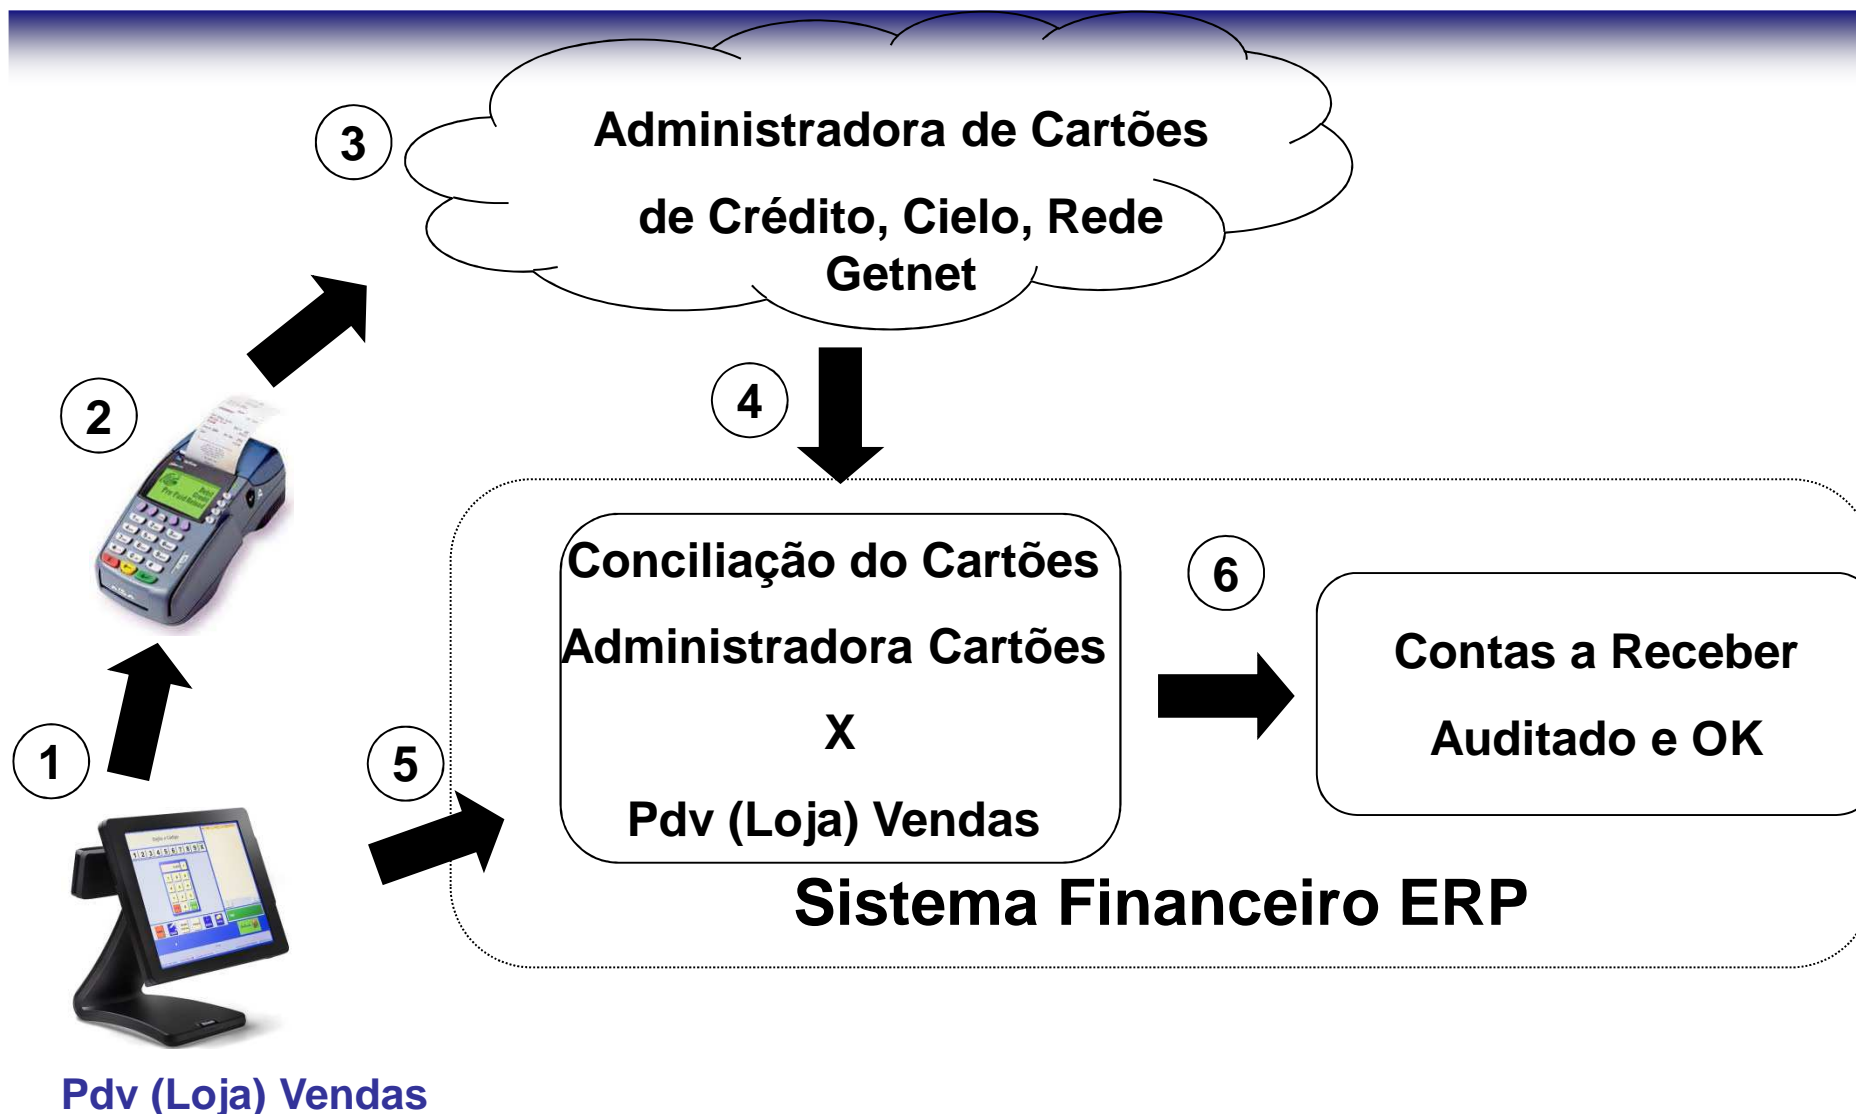 3
Administradora de Cartões
de Crédito, Cielo, Rede
Getnet
2
4
Conciliação do Cartões
Administradora Cartões
X
Pdv (Loja) Vendas
6
Contas a Receber
Auditado e OK
1
5
Sistema Financeiro ERP
Pdv (Loja) Vendas